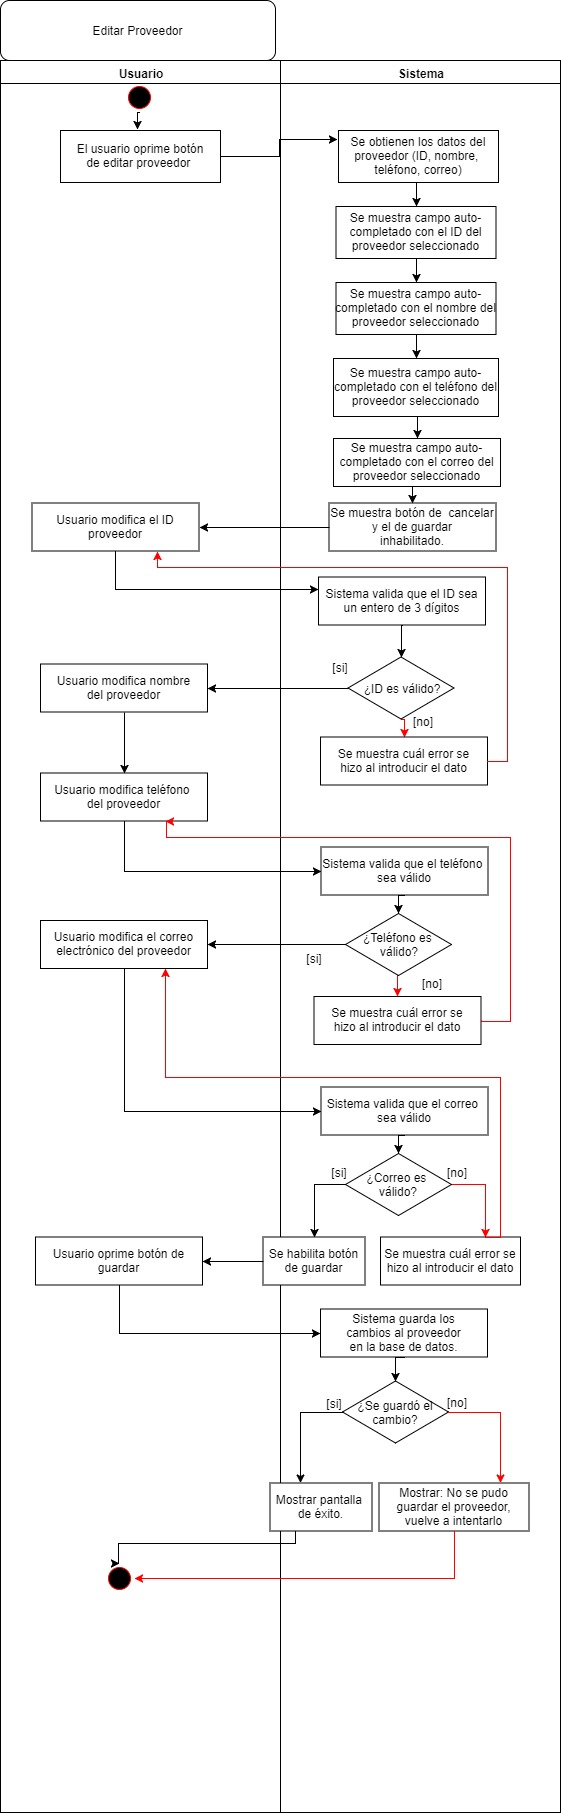 Editar Proveedor
Usuario
Sistema
El usuario oprime botón
de editar proveedor
Se obtienen los datos del
proveedor (ID, nombre,
teléfono, correo)
Se muestra campo auto-
completado con el ID del
proveedor seleccionado
Se muestra campo auto-
completado con el nombre del
proveedor seleccionado
Se muestra campo auto-
completado con el teléfono del
proveedor seleccionado
Se muestra campo auto-
completado con el correo del
proveedor seleccionado
Se muestra botón de cancelar
y el de guardar
inhabilitado.
Usuario modifica el ID
proveedor
Sistema valida que el ID sea
un entero de 3 dígitos
[si]
¿ID es válido?
[no]
Usuario modifica nombre
del proveedor
Se muestra cuál error se
hizo al introducir el dato
Usuario modifica teléfono
del proveedor
Sistema valida que el teléfono
sea válido
¿Teléfono es
válido?
[si]
[no]
Usuario modifica el correo
electrónico del proveedor
Se muestra cuál error se
hizo al introducir el dato
Sistema valida que el correo
sea válido
[si]
¿Correo es
válido?
[no]
Usuario oprime botón de
guardar
Se habilita botón
de guardar
Se muestra cuál error se
hizo al introducir el dato
Sistema guarda los
cambios al proveedor
en la base de datos.
[si]
¿Se guardó el
cambio?
[no]
Mostrar pantalla
de éxito.
Mostrar: No se pudo
guardar el proveedor,
vuelve a intentarlo